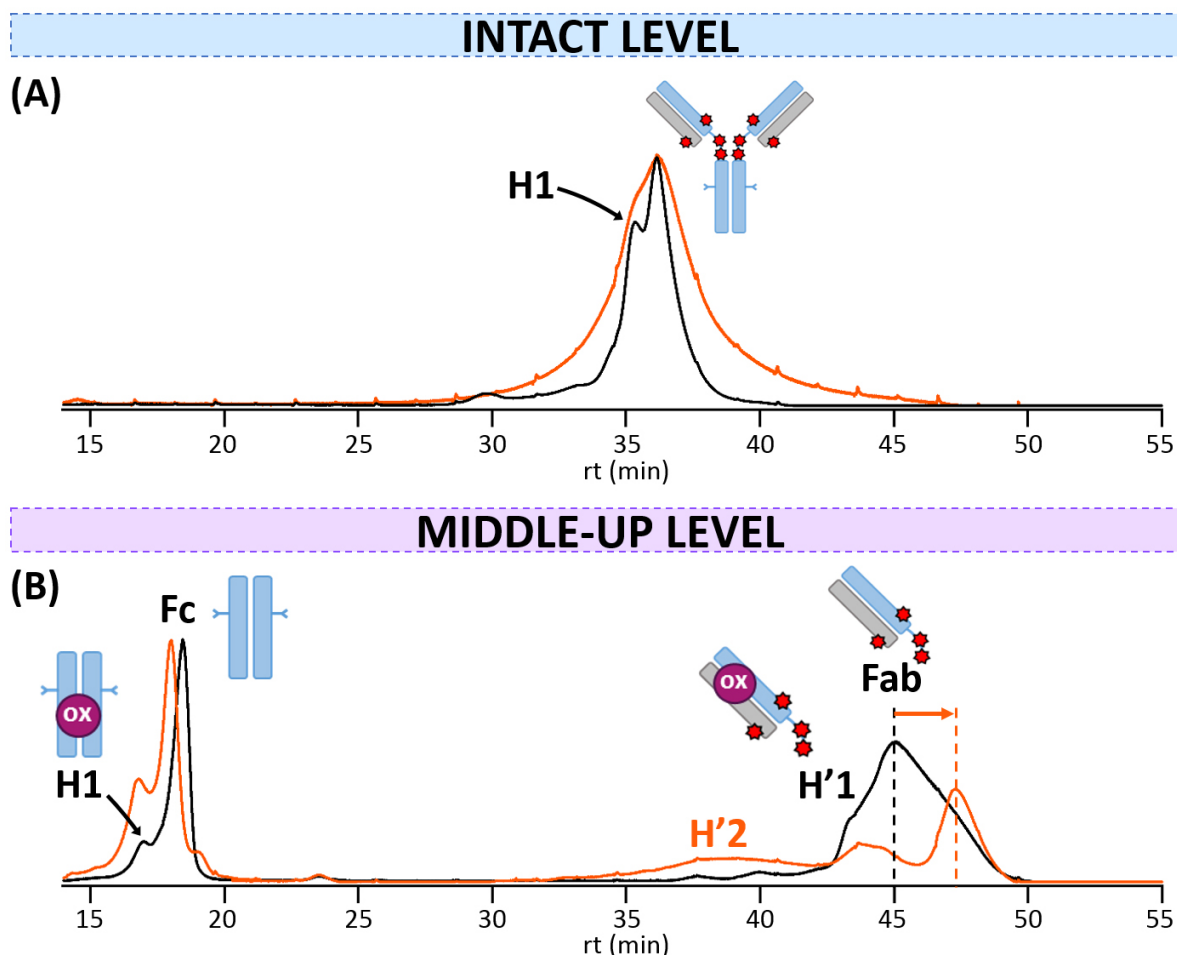 INTACT LEVEL
(A)
H1
15 20 25 30 35 40 45 50 55
rt (min)
MIDDLE-UP LEVEL
(B)
Fc
OX
H1
OX
Fab
H'1
H'2
15 20 25 30 35 40 45 50 55
rt (min)